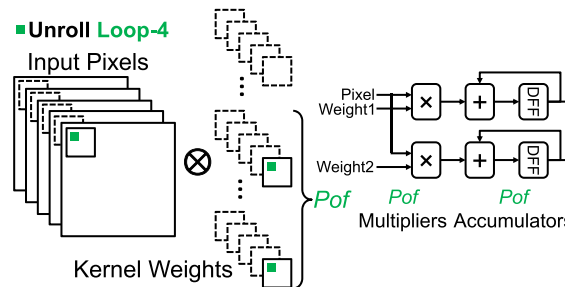 Unroll Loop-4
Input Pixels
Pixel
Weight1
Weight2
DFF
DFF
Pof
Pof
Pof
Multipliers Accumulators
Kernel Weights